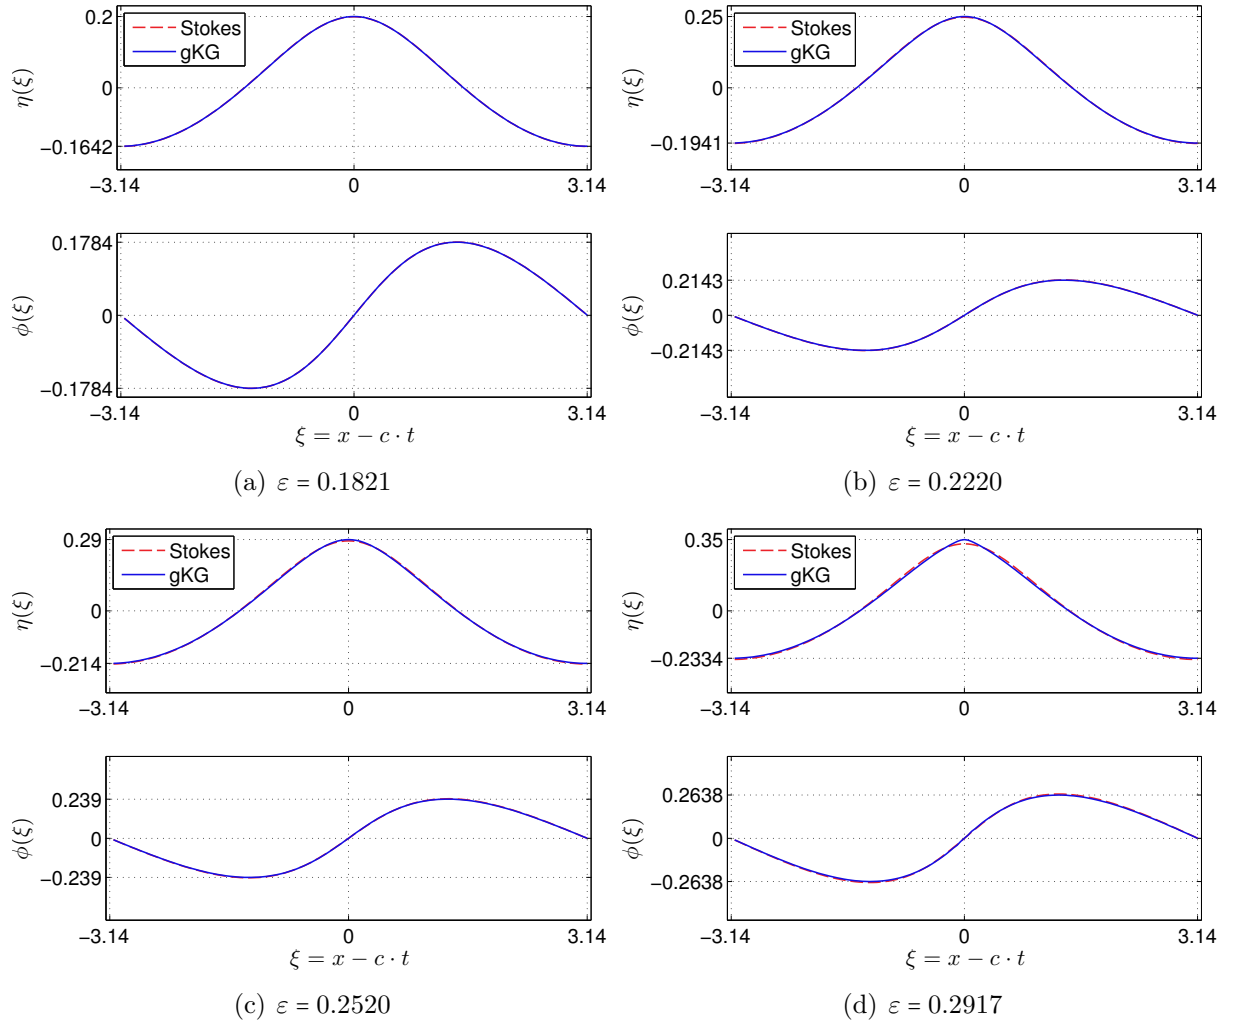 0.2
Stokes
gKG
0
η(ξ)
−0.1642
−3.14 0 3.14
0.1784
0
φ(ξ)
−0.1784
−3.14 0 3.14
ξ = x − c · t
(a) ε = 0.1821
0.25
Stokes
gKG
0
η(ξ)
−0.1941
−3.14 0 3.14
0.2143
0
φ(ξ)
−0.2143
−3.14 0 3.14
ξ = x − c · t
(b) ε = 0.2220
0.29
Stokes
gKG
0
η(ξ)
−0.214
−3.14 0 3.14
0.239
0
φ(ξ)
−0.239
−3.14 0 3.14
ξ = x − c · t
(c) ε = 0.2520
0.35
Stokes
gKG
0
η(ξ)
−0.2334
−3.14 0 3.14
0.2638
0
φ(ξ)
−0.2638
−3.14 0 3.14
ξ = x − c · t
(d) ε = 0.2917